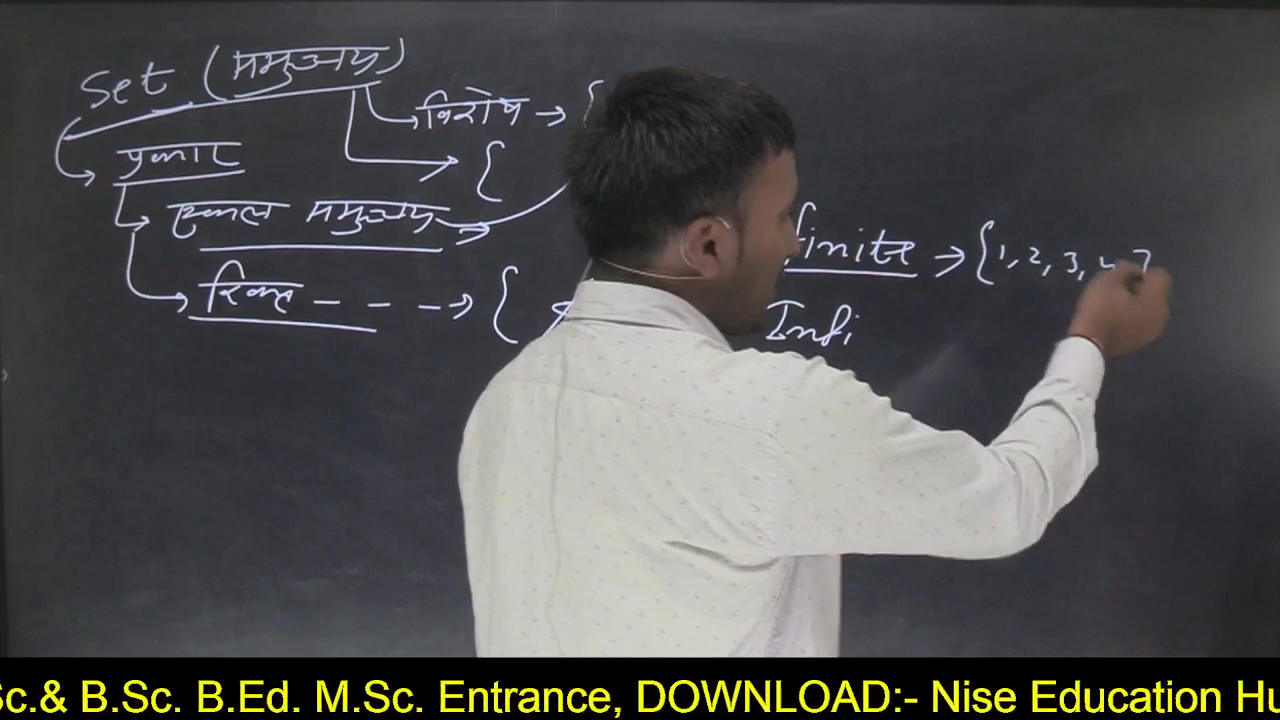 Set (समुच्चय)
विशेष → {
प्रकार → {
एकल समुच्चय →
रिक्त - - - → {
finite → {1, 2, 3, 4, 7
Infi
Sc.& B.Sc. B.Ed. M.Sc. Entrance, DOWNLOAD:- Nise Education Hu